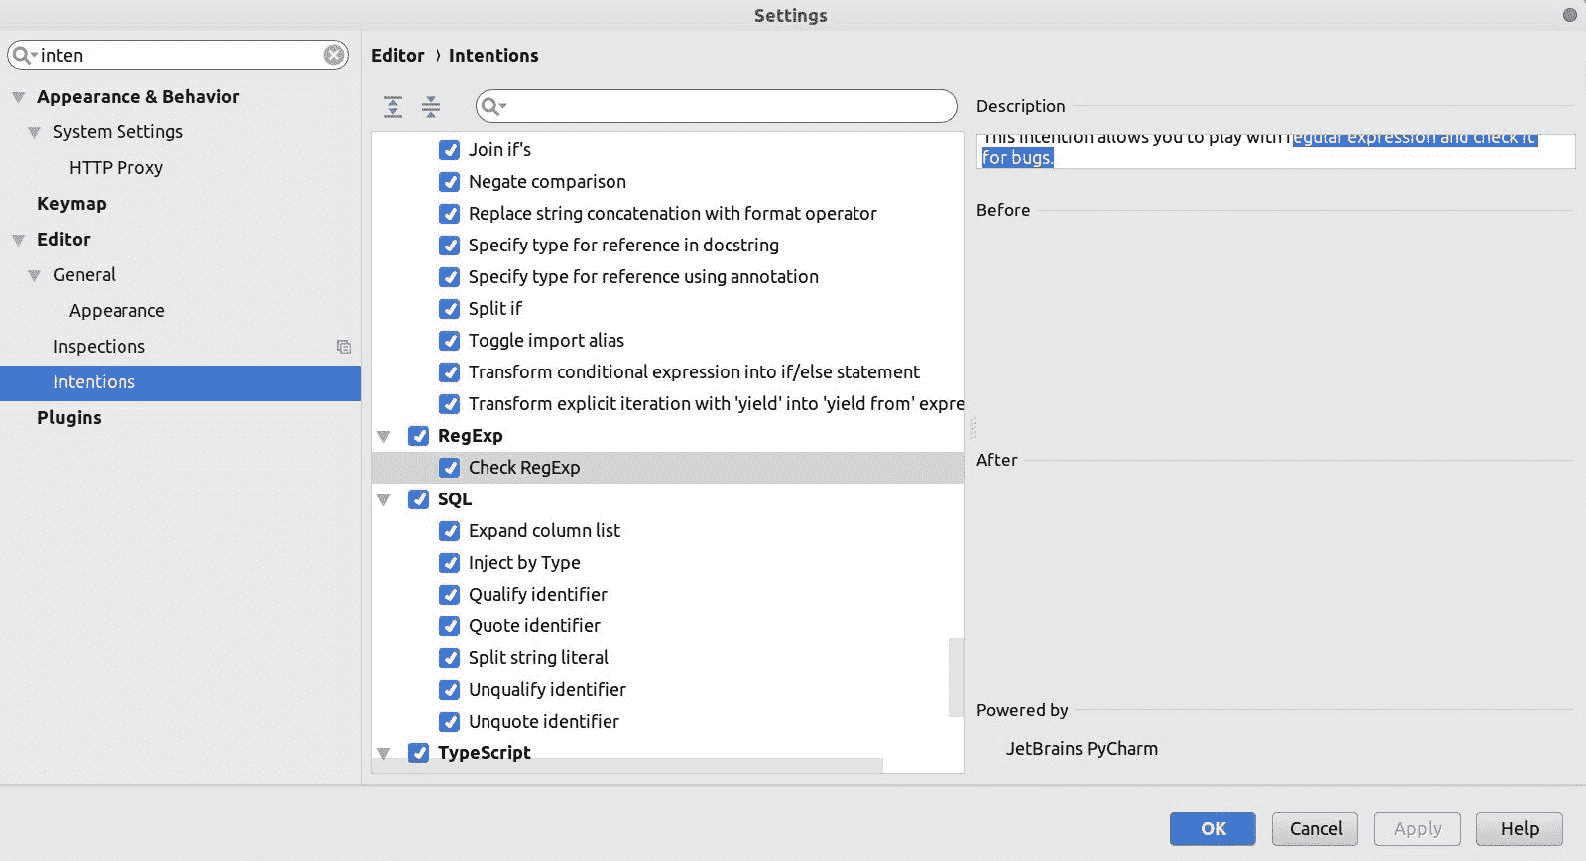 Settings
inten
Appearance & Behavior
System Settings
HTTP Proxy
Keymap
Editor
General
Appearance
Inspections
Intentions
Plugins
Editor › Intentions
Join if's
Negate comparison
Replace string concatenation with format operator
Specify type for reference in docstring
Specify type for reference using annotation
Split if
Toggle import alias
Transform conditional expression into if/else statement
Transform explicit iteration with 'yield' into 'yield from' expre
RegExp
Check RegExp
SQL
Expand column list
Inject by Type
Qualify identifier
Quote identifier
Split string literal
Unqualify identifier
Unquote identifier
TypeScript
Description
This intention allows you to play with regular expression and check it
for bugs.
Before
After
Powered by
JetBrains PyCharm
OK
Cancel
Apply
Help